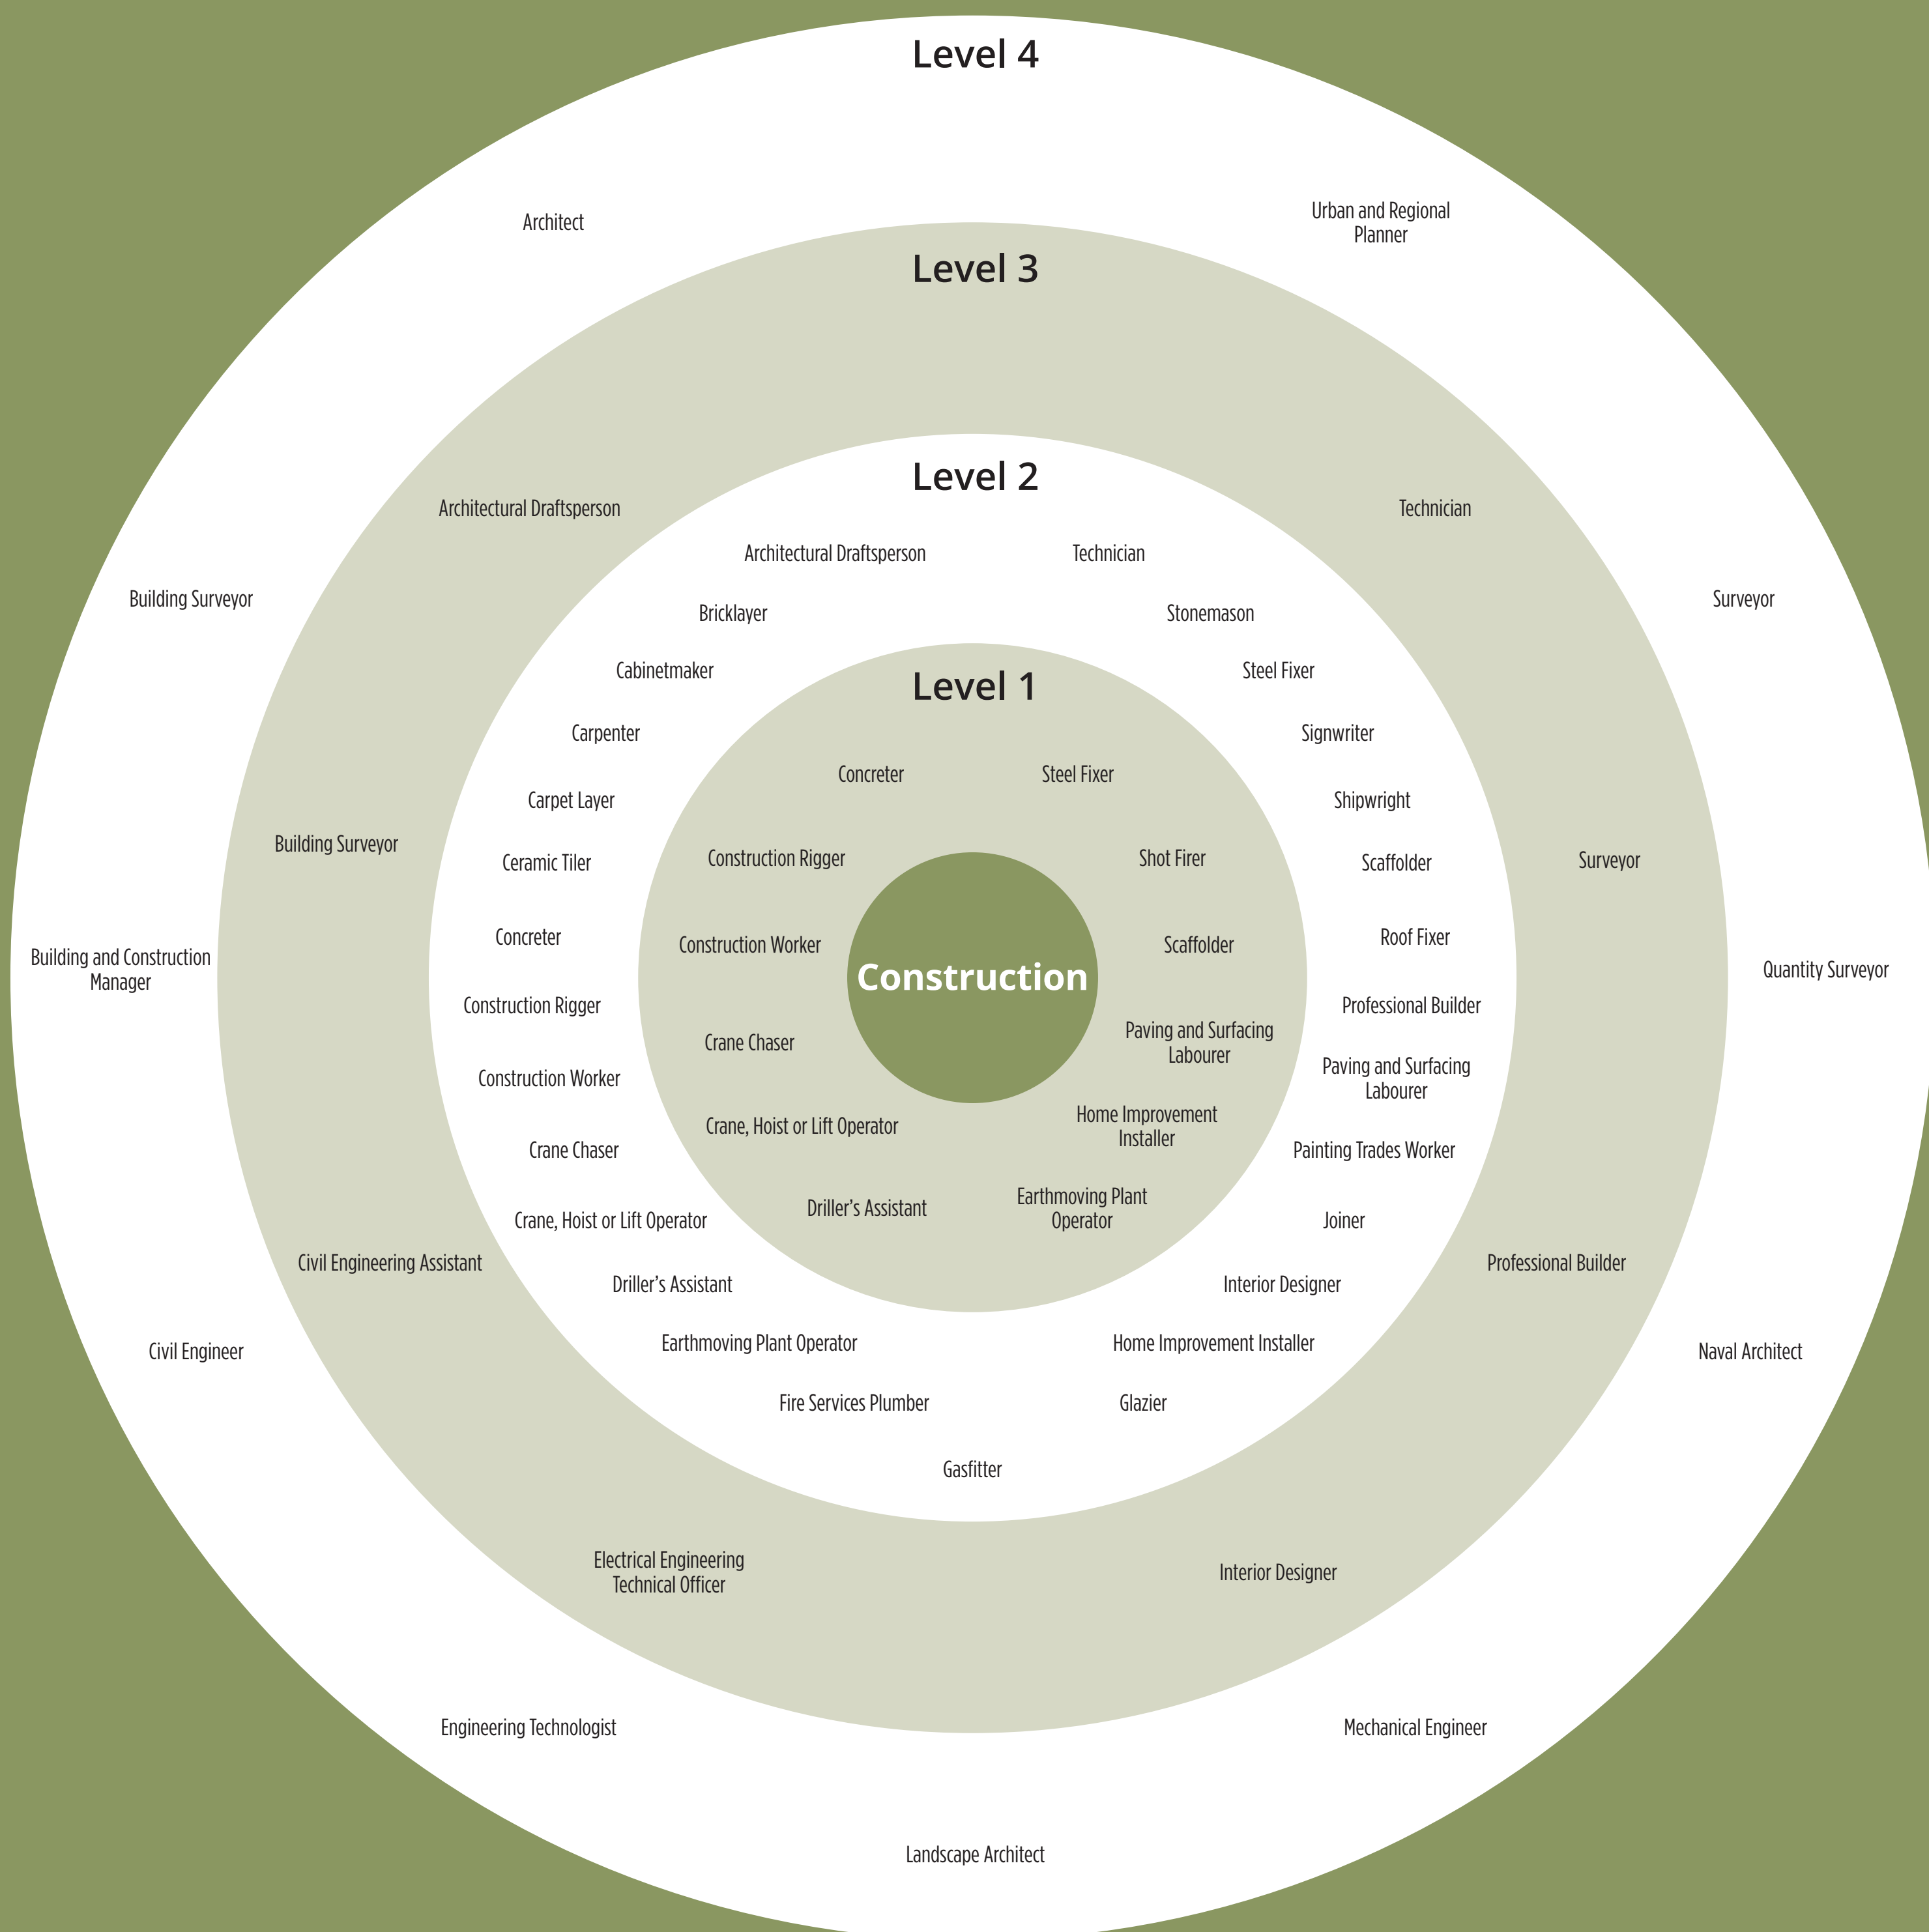 Level 4
Architect
Urban and Regional
Planner
Level 3
Level 2
Architectural Draftsperson
Technician
Architectural Draftsperson
Technician
Building Surveyor
Surveyor
Bricklayer
Stonemason
Cabinetmaker
Steel Fixer
Level 1
Carpenter
Signwriter
Concreter
Steel Fixer
Carpet Layer
Shipwright
Building Surveyor
Construction Rigger
Shot Firer
Surveyor
Ceramic Tiler
Scaffolder
Concreter
Roof Fixer
Construction Worker
Scaffolder
Building and Construction
Manager
Construction
Quantity Surveyor
Construction Rigger
Professional Builder
Crane Chaser
Paving and Surfacing
Labourer
Construction Worker
Paving and Surfacing
Labourer
Crane, Hoist or Lift Operator
Home Improvement
Installer
Crane Chaser
Painting Trades Worker
Driller’s Assistant
Earthmoving Plant
Operator
Crane, Hoist or Lift Operator
Joiner
Civil Engineering Assistant
Professional Builder
Driller’s Assistant
Interior Designer
Earthmoving Plant Operator
Home Improvement Installer
Civil Engineer
Naval Architect
Fire Services Plumber
Glazier
Gasfitter
Electrical Engineering
Technical Officer
Interior Designer
Engineering Technologist
Mechanical Engineer
Landscape Architect